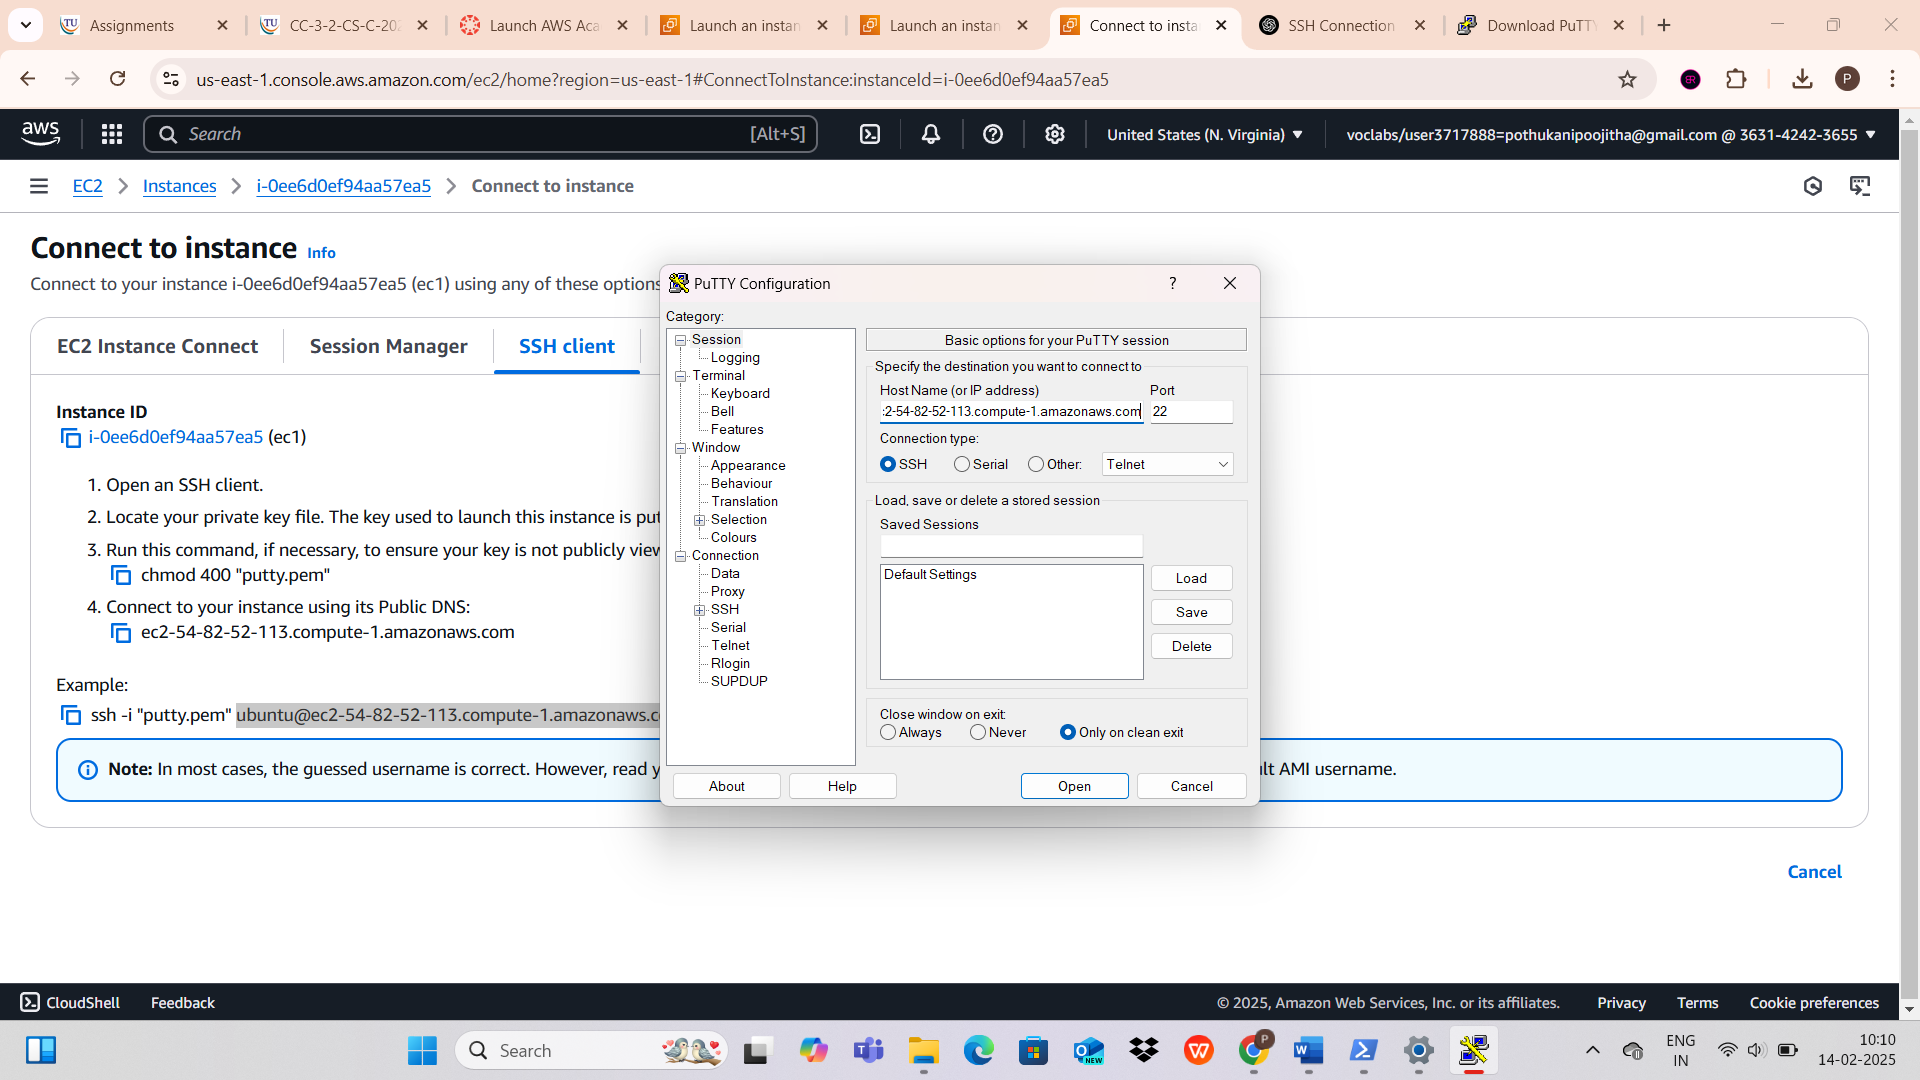 Assignments
CC-3-2-CS-C-202
Launch AWS Aca
Launch an instan
Launch an instan
Connect to insta
SSH Connection
Download PuTTY
us-east-1.console.aws.amazon.com/ec2/home?region=us-east-1#ConnectToInstance:instanceId=i-0ee6d0ef94aa57ea5
P
aws
Search
[Alt+S]
United States (N. Virginia)
voclabs/user3717888=pothukanipoojitha@gmail.com @ 3631-4242-3655
EC2
Instances
i-0ee6d0ef94aa57ea5
Connect to instance
Connect to instance Info
Connect to your instance i-0ee6d0ef94aa57ea5 (ec1) using any of these options
EC2 Instance Connect
Session Manager
SSH client
Instance ID
i-0ee6d0ef94aa57ea5 (ec1)
1. Open an SSH client.
2. Locate your private key file. The key used to launch this instance is put
3. Run this command, if necessary, to ensure your key is not publicly view
chmod 400 "putty.pem"
4. Connect to your instance using its Public DNS:
ec2-54-82-52-113.compute-1.amazonaws.com
Example:
ssh -i "putty.pem" ubuntu@ec2-54-82-52-113.compute-1.amazonaws.co
Note: In most cases, the guessed username is correct. However, read y
lt AMI username.
Cancel
PuTTY Configuration
?
Category:
Session
Logging
Terminal
Keyboard
Bell
Features
Window
Appearance
Behaviour
Translation
Selection
Colours
Connection
Data
Proxy
SSH
Serial
Telnet
Rlogin
SUPDUP
Basic options for your PuTTY session
Specify the destination you want to connect to
Host Name (or IP address)
Port
:2-54-82-52-113.compute-1.amazonaws.com
22
Connection type:
SSH
Serial
Other:
Telnet
Load, save or delete a stored session
Saved Sessions
Default Settings
Load
Save
Delete
Close window on exit:
Always
Never
Only on clean exit
About
Help
Open
Cancel
CloudShell
Feedback
© 2025, Amazon Web Services, Inc. or its affiliates.
Privacy
Terms
Cookie preferences
Search
ENG
IN
10:10
14-02-2025